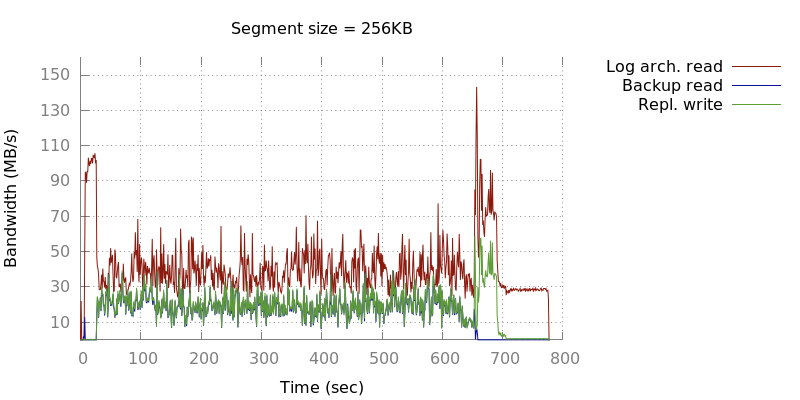 Segment size = 256KB
Log arch. read
Backup read
Repl. write
Bandwidth (MB/s)
150
130
110
90
70
50
30
10
0 100 200 300 400 500 600 700 800
Time (sec)